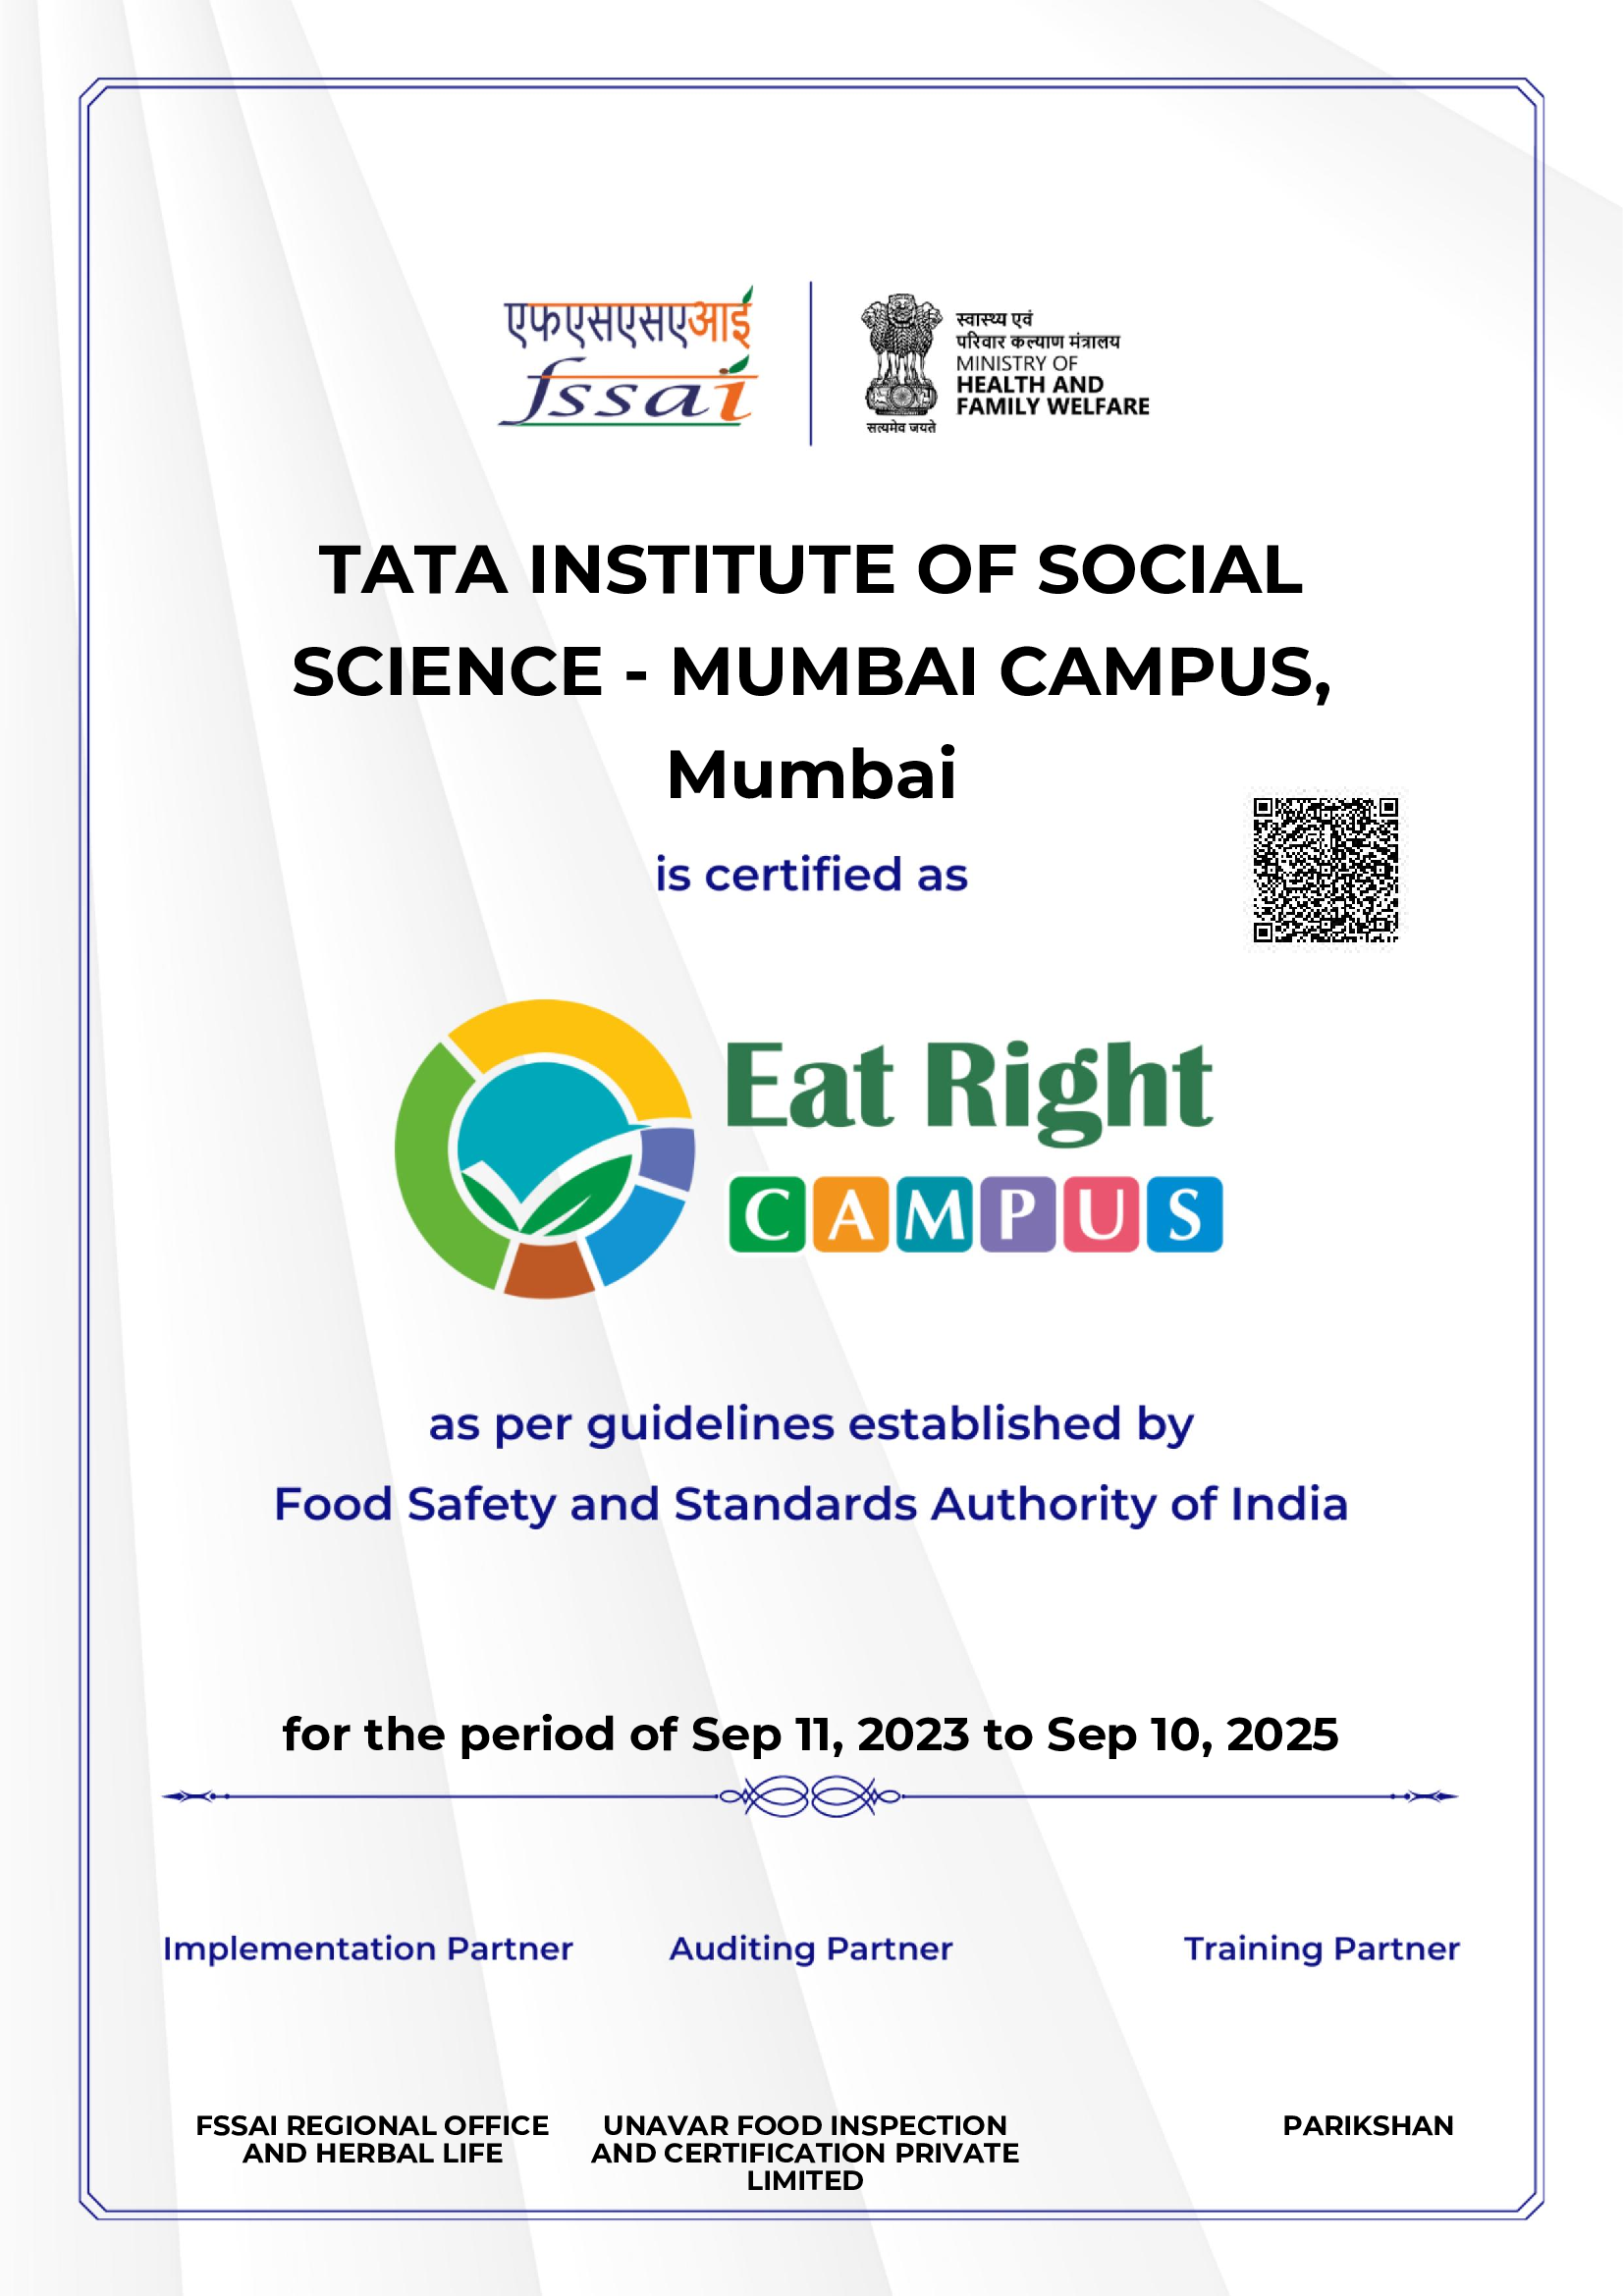 एफएसएसएआई
fssai
सत्यमेव जयते
स्वास्थ्य एवं
परिवार कल्याण मंत्रालय
MINISTRY OF
HEALTH AND
FAMILY WELFARE
TATA INSTITUTE OF SOCIAL
SCIENCE - MUMBAI CAMPUS,
Mumbai
is certified as
Eat Right
CAMPUS
as per guidelines established by
Food Safety and Standards Authority of India
for the period of Sep 11, 2023 to Sep 10, 2025
Implementation Partner
Auditing Partner
Training Partner
FSSAI REGIONAL OFFICE
AND HERBAL LIFE
UNAVAR FOOD INSPECTION
AND CERTIFICATION PRIVATE
LIMITED
PARIKSHAN